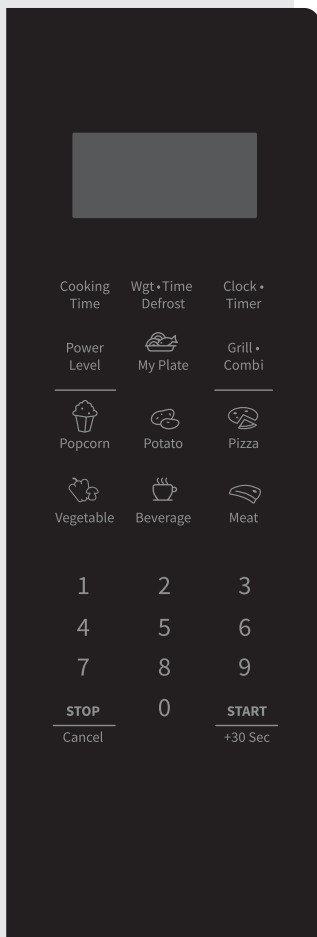 Cooking Time
Wgt•Time Defrost
Clock• Timer
Power Level
My Plate
Grill• Combi
Popcorn
Potato
Pizza
Vegetable
Beverage
Meat
1 2 3
4 5 6
7 8 9
STOP 0 START
Cancel +30 Sec